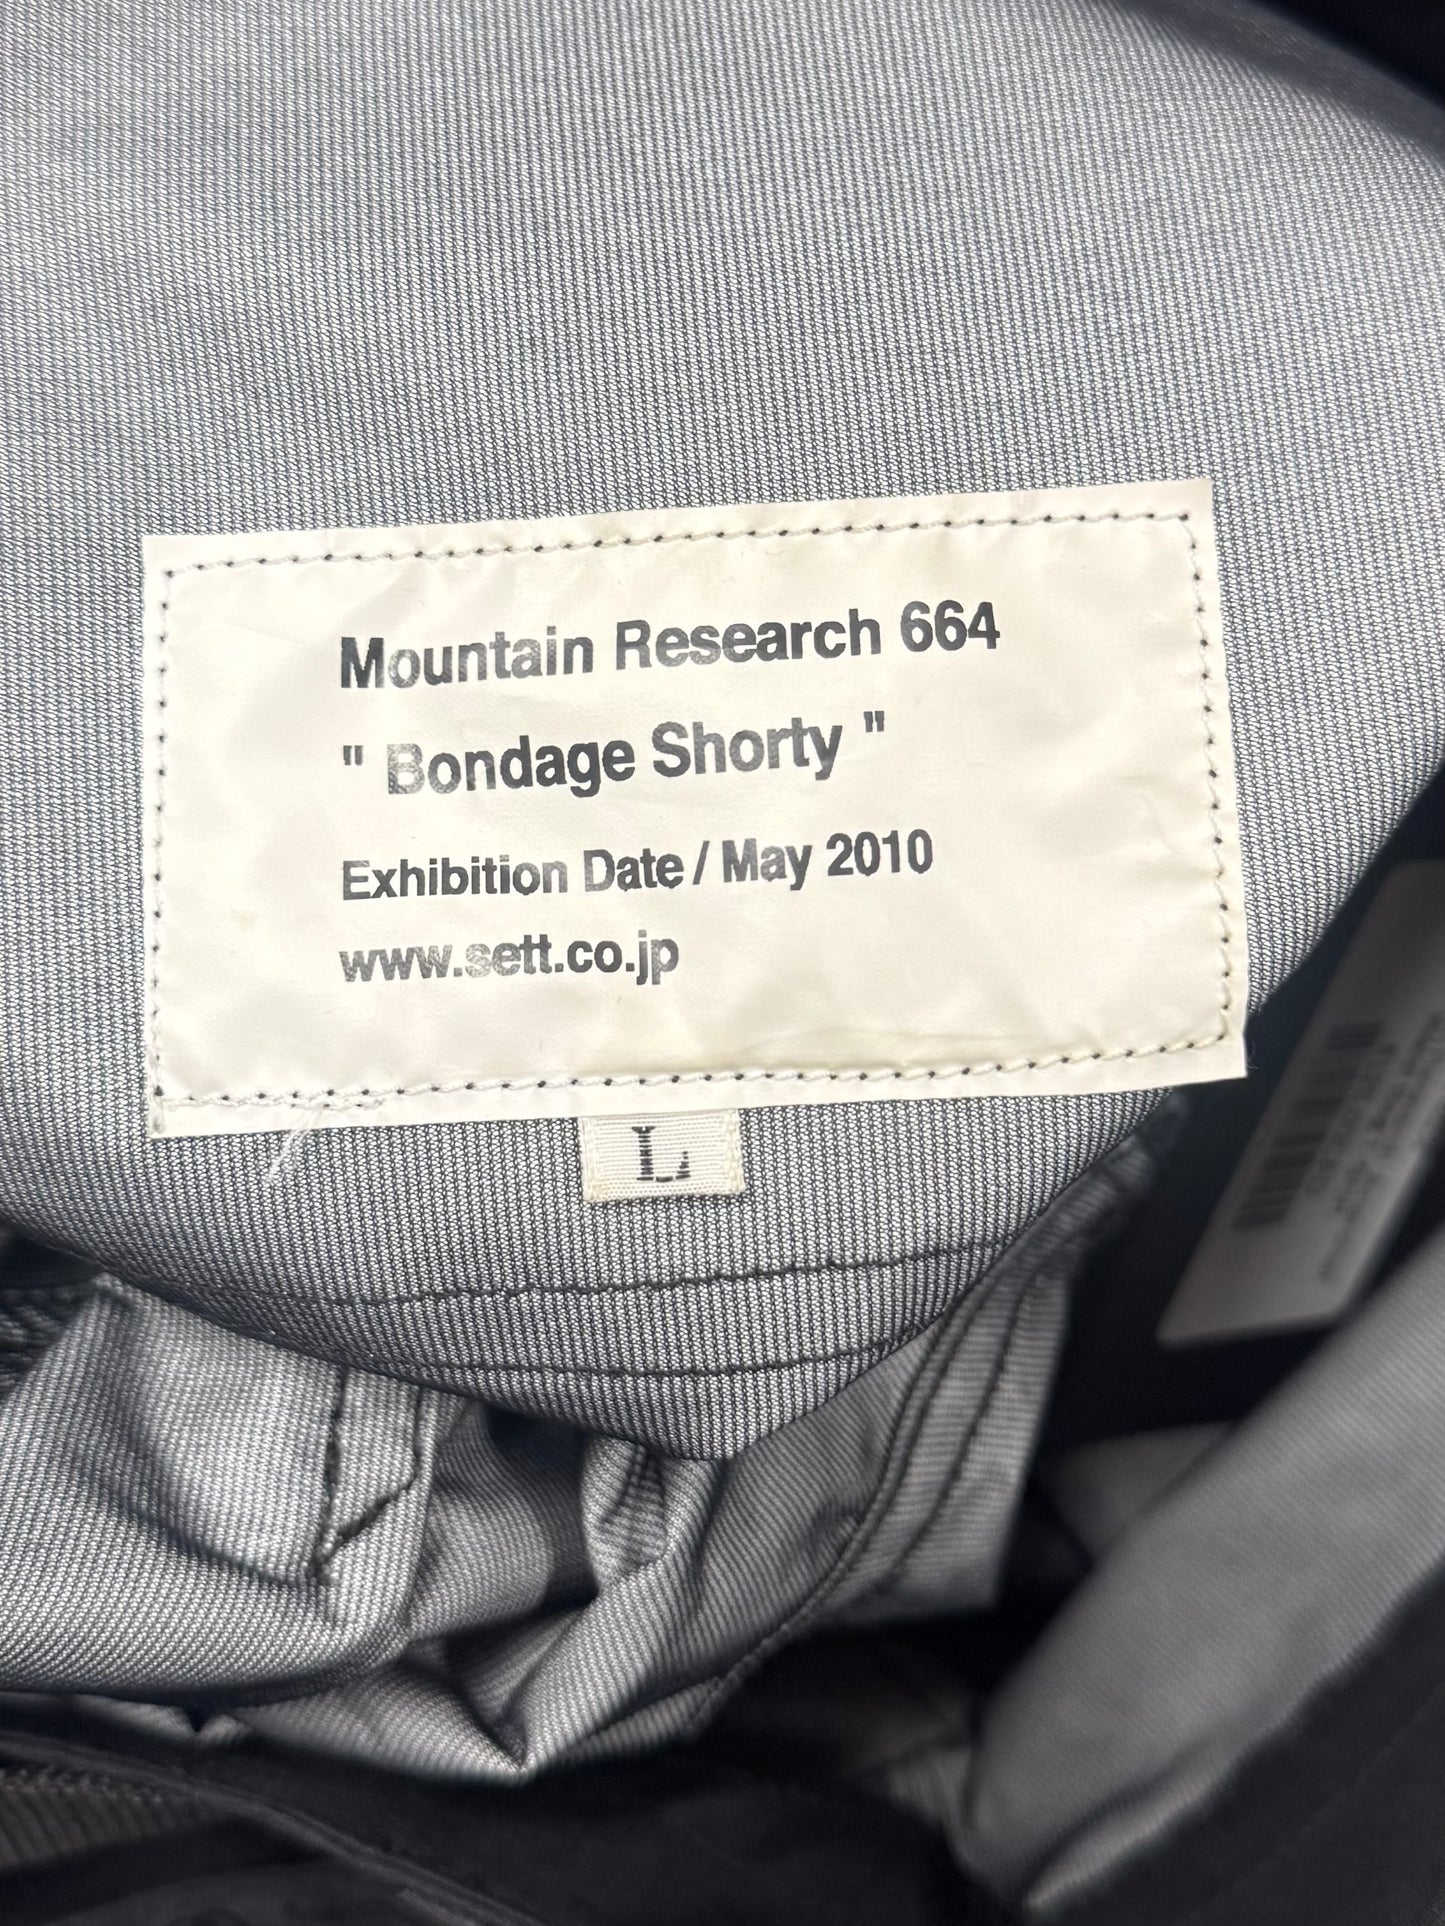 Mountain Research 664
" Bondage Shorty "
Exhibition Date / May 2010
www.sett.co.jp
L